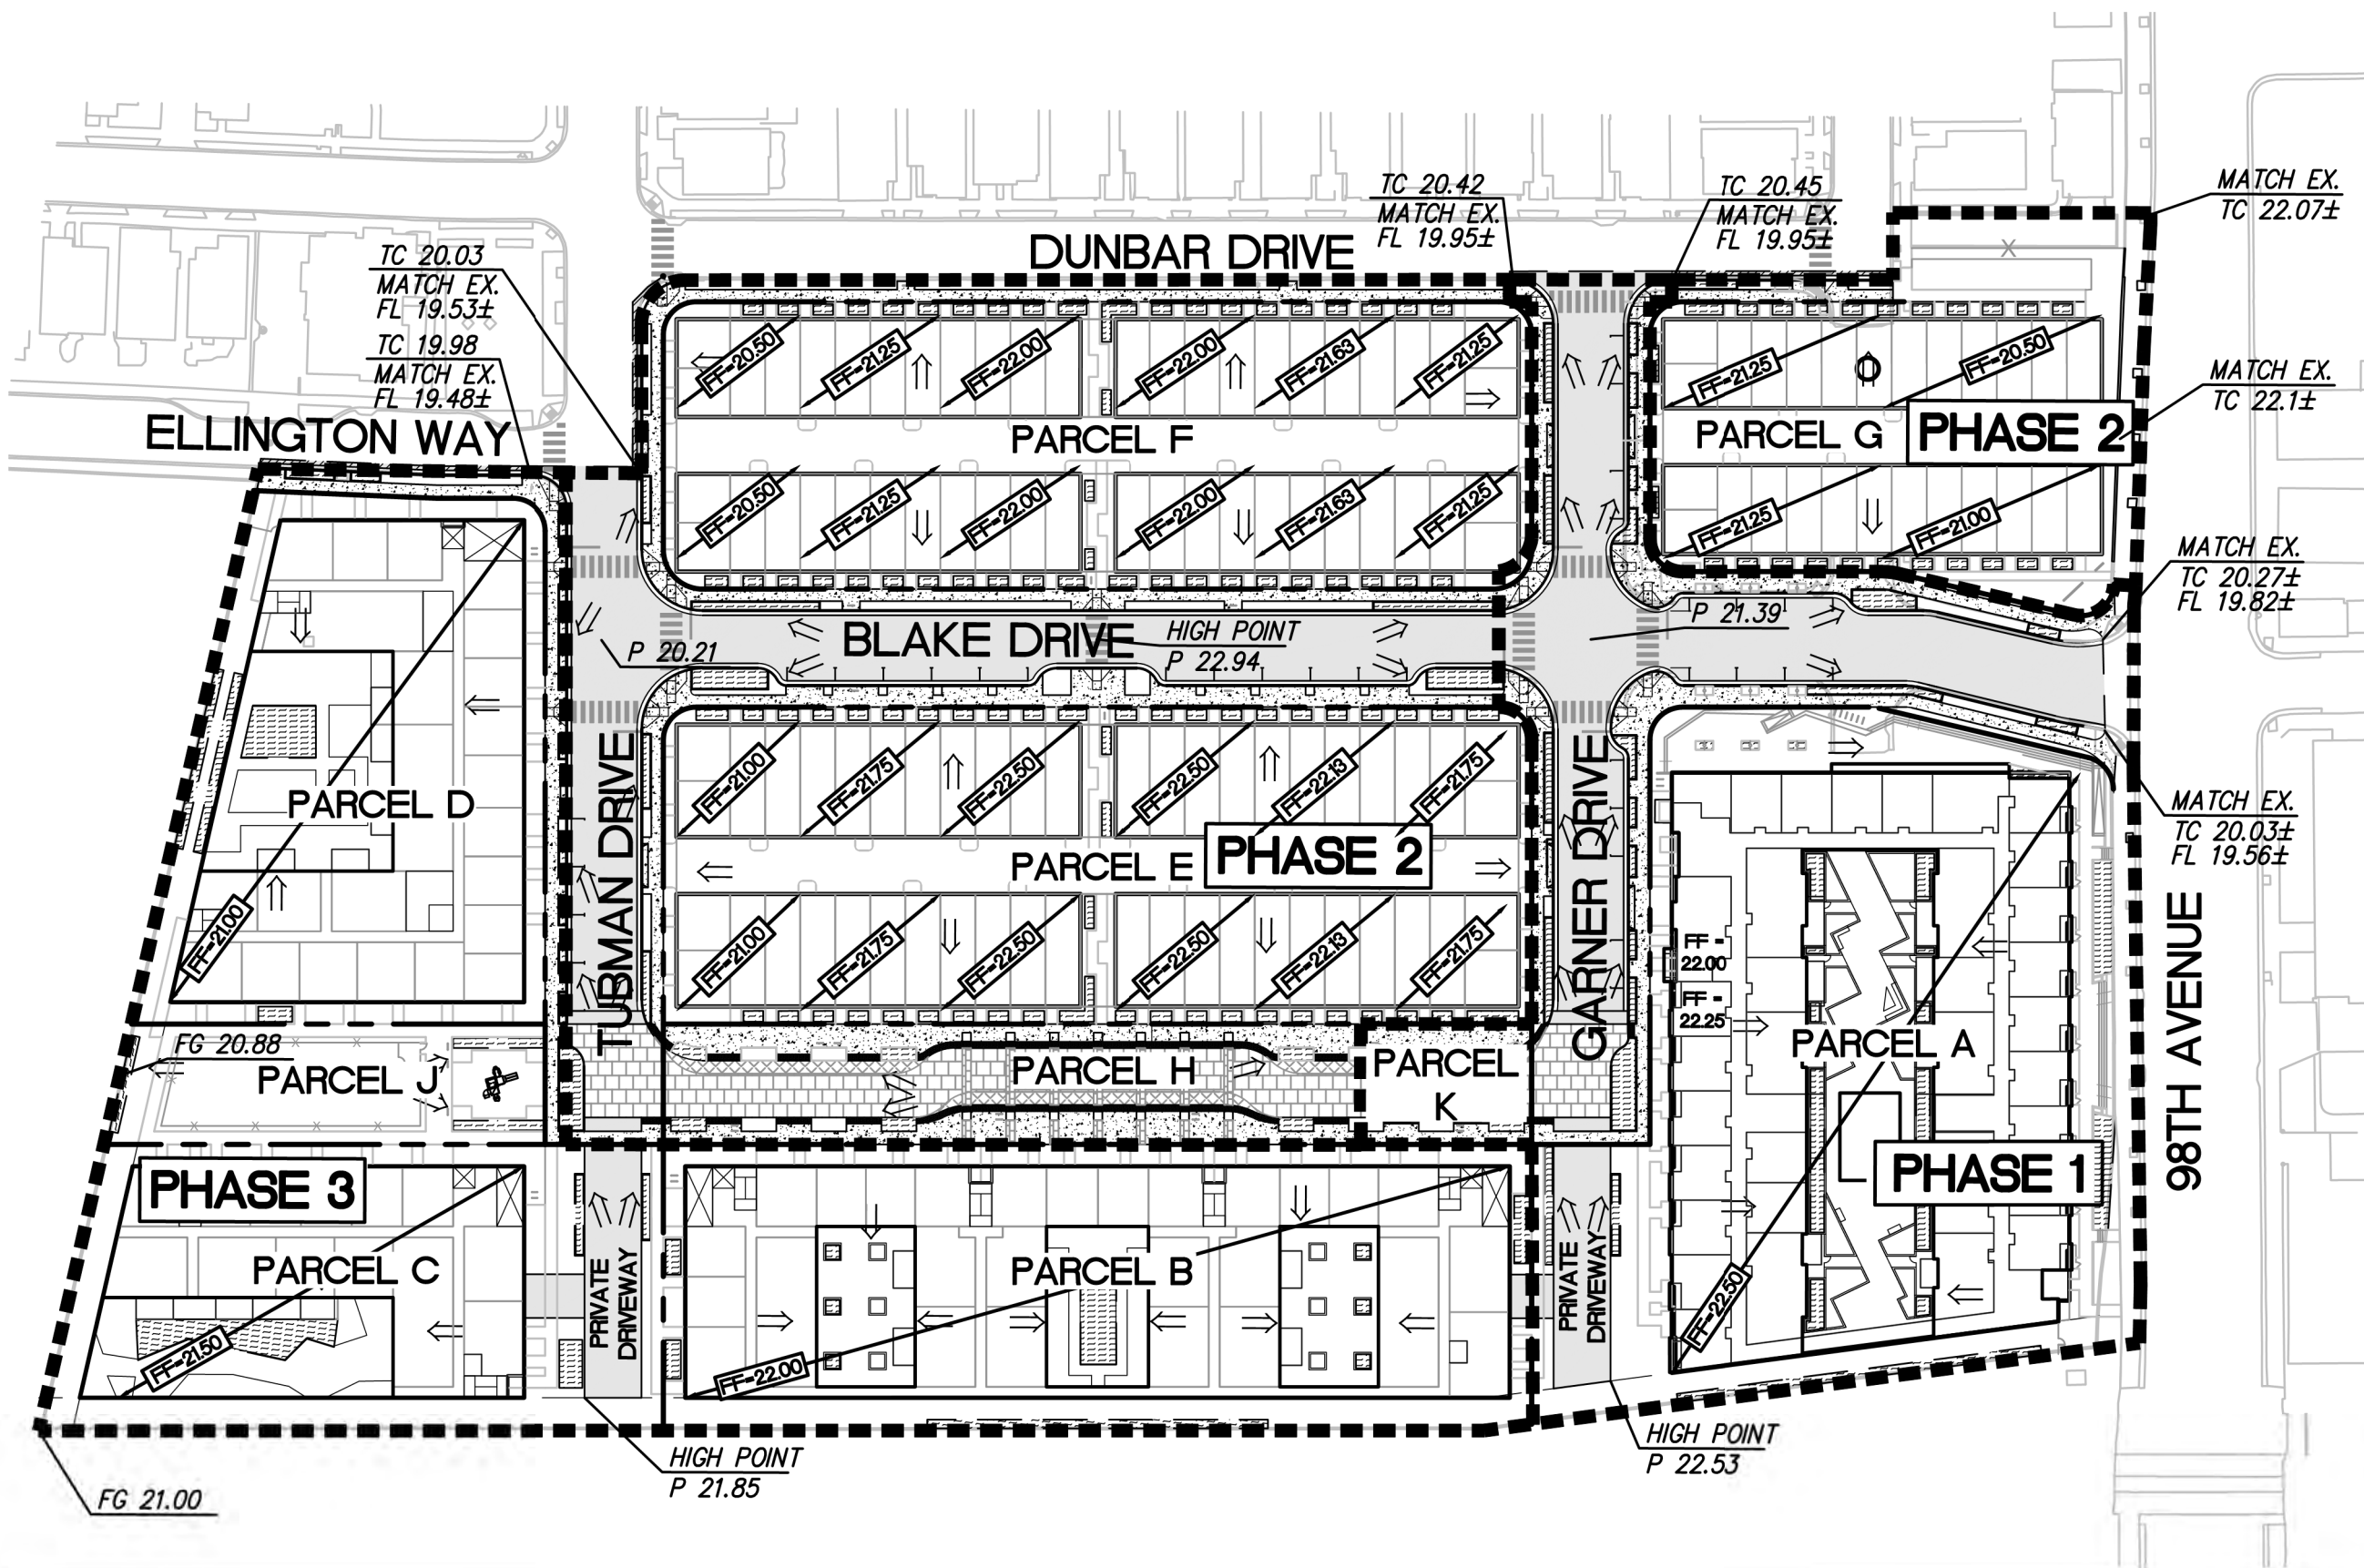 TC 20.42
MATCH EX.
FL 19.95±
TC 20.45
MATCH EX.
FL 19.95±
MATCH EX.
TC 22.07±
DUNBAR DRIVE
TC 20.03
MATCH EX.
FL 19.53±
TC 19.98
MATCH EX.
FL 19.48±
ELLINGTON WAY
MATCH EX.
TC 22.1±
FF=20.50
FF=21.25
FF=22.00
FF=22.00
FF=21.63
FF=21.25
FF=21.25
FF=20.50
PARCEL F
PARCEL G
PHASE 2
FF=20.50
FF=21.25
FF=22.00
FF=22.00
FF=21.63
FF=21.25
FF=21.25
FF=21.00
MATCH EX.
TC 20.27±
FL 19.82±
P 20.21
BLAKE DRIVE
HIGH POINT
P 22.94
P 21.39
FF=21.00
FF=21.75
FF=22.50
FF=22.50
FF=22.13
FF=21.75
PARCEL D
TUBMAN DRIVE
GARNER DRIVE
MATCH EX.
TC 20.03±
FL 19.56±
PARCEL E
PHASE 2
FF=21.00
FF=21.00
FF=21.75
FF=22.50
FF=22.50
FF=22.13
FF=21.75
FF =
22.00
FF =
22.25
98TH AVENUE
FG 20.88
PARCEL J
PARCEL H
PARCEL
K
PARCEL A
PHASE 3
PHASE 1
PARCEL C
PRIVATE
DRIVEWAY
PARCEL B
PRIVATE
DRIVEWAY
FF=21.50
FF=22.00
FF=22.50
HIGH POINT
P 21.85
HIGH POINT
P 22.53
FG 21.00